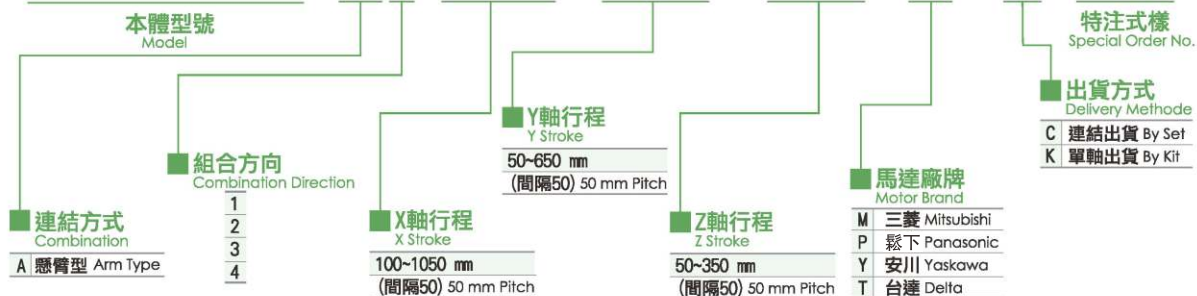 本體型號
Model
特注式樣
Special Order No.
出貨方式
Delivery Methode
C 連結出貨 By Set
K 單軸出貨 By Kit
Y軸行程
Y Stroke
50~650 mm
(間隔50) 50 mm Pitch
組合方向
Combination Direction
1
2
3
4
馬達廠牌
Motor Brand
M 三菱 Mitsubishi
P 鬆下 Panasonic
Y 安川 Yaskawa
T 台達 Delta
連結方式
Combination
A 懸臂型 Arm Type
X軸行程
X Stroke
100~1050 mm
(間隔50) 50 mm Pitch
Z軸行程
Z Stroke
50~350 mm
(間隔50) 50 mm Pitch